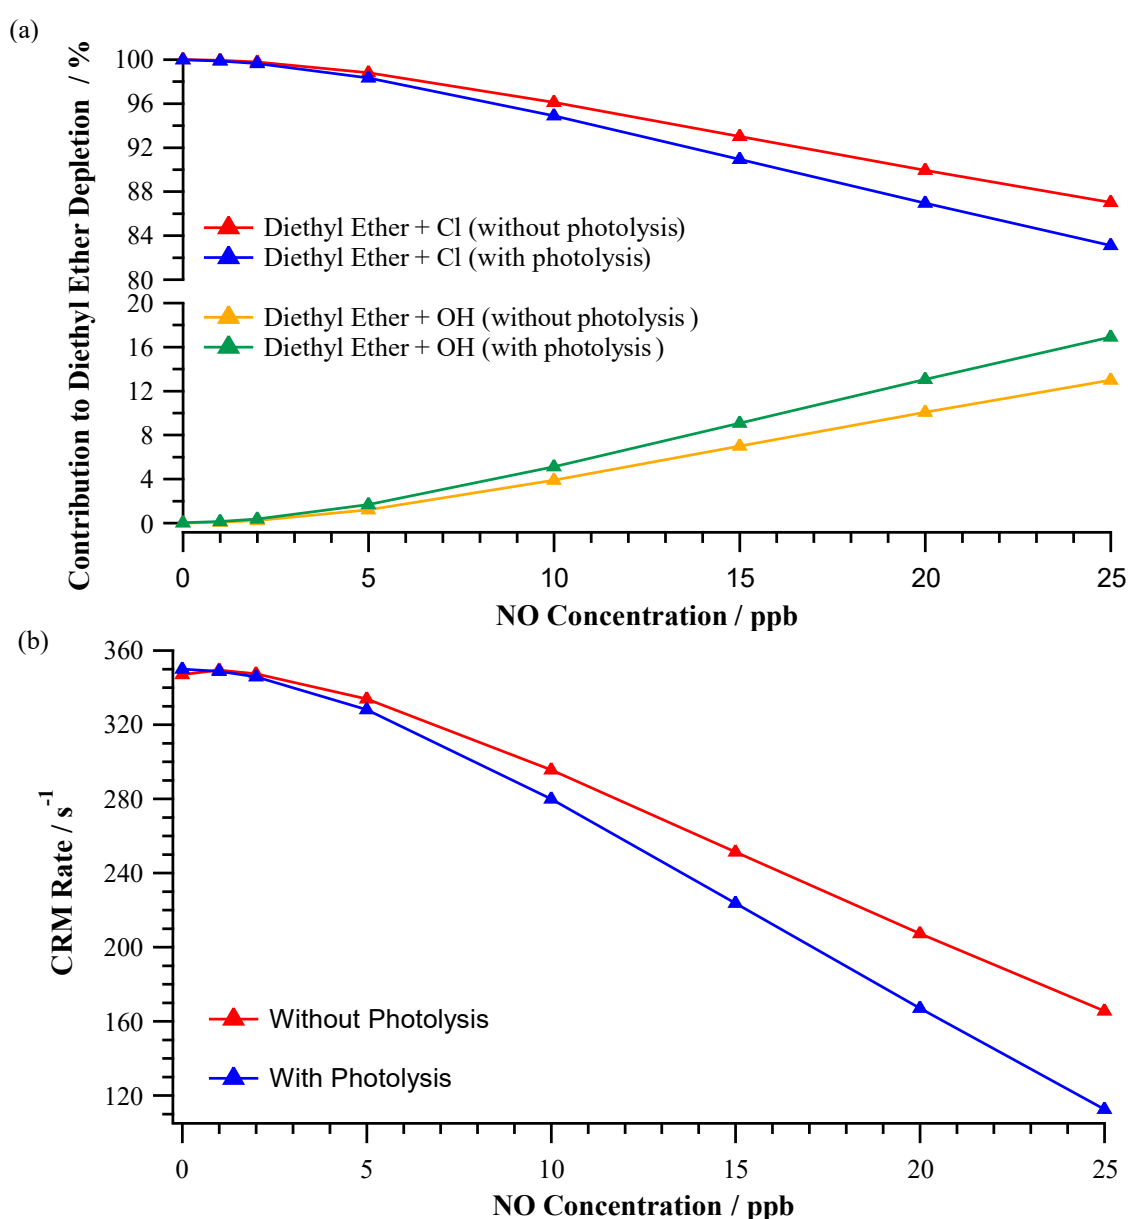 (a)
Contribution to Diethyl Ether Depletion / %
100
96
92
88
84
80
Diethyl Ether + Cl (without photolysis)
Diethyl Ether + Cl (with photolysis)
20
16
12
8
4
0
Diethyl Ether + OH (without photolysis )
Diethyl Ether + OH (with photolysis )
0 5 10 15 20 25
NO Concentration / ppb
(b)
CRM Rate / s⁻¹
360
320
280
240
200
160
120
Without Photolysis
With Photolysis
0 5 10 15 20 25
NO Concentration / ppb